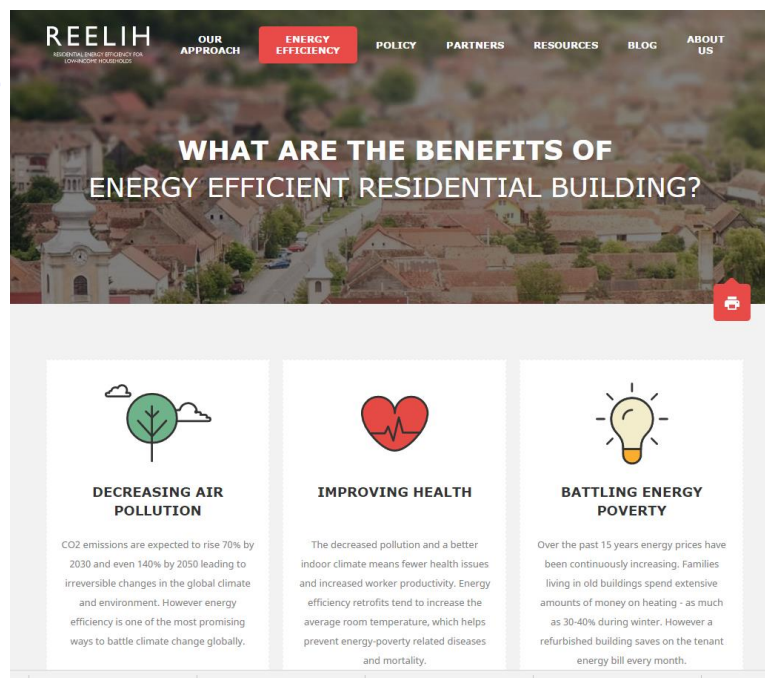 REELIH
RESIDENTIAL ENERGY EFFICIENCY FOR
LOW-INCOME HOUSEHOLDS
OUR
APPROACH
ENERGY
EFFICIENCY
POLICY
PARTNERS
RESOURCES
BLOG
ABOUT
US
WHAT ARE THE BENEFITS OF
ENERGY EFFICIENT RESIDENTIAL BUILDING?
DECREASING AIR
POLLUTION
CO2 emissions are expected to rise 70% by
2030 and even 140% by 2050 leading to
irreversible changes in the global climate
and environment. However energy
efficiency is one of the most promising
ways to battle climate change globally.
IMPROVING HEALTH
The decreased pollution and a better
indoor climate means fewer health issues
and increased worker productivity. Energy
efficiency retrofits tend to increase the
average room temperature, which helps
prevent energy-poverty related diseases
and mortality.
BATTLING ENERGY
POVERTY
Over the past 15 years energy prices have
been continuously increasing. Families
living in old buildings spend extensive
amounts of money on heating - as much
as 30-40% during winter. However a
refurbished building saves on the tenant
energy bill every month.